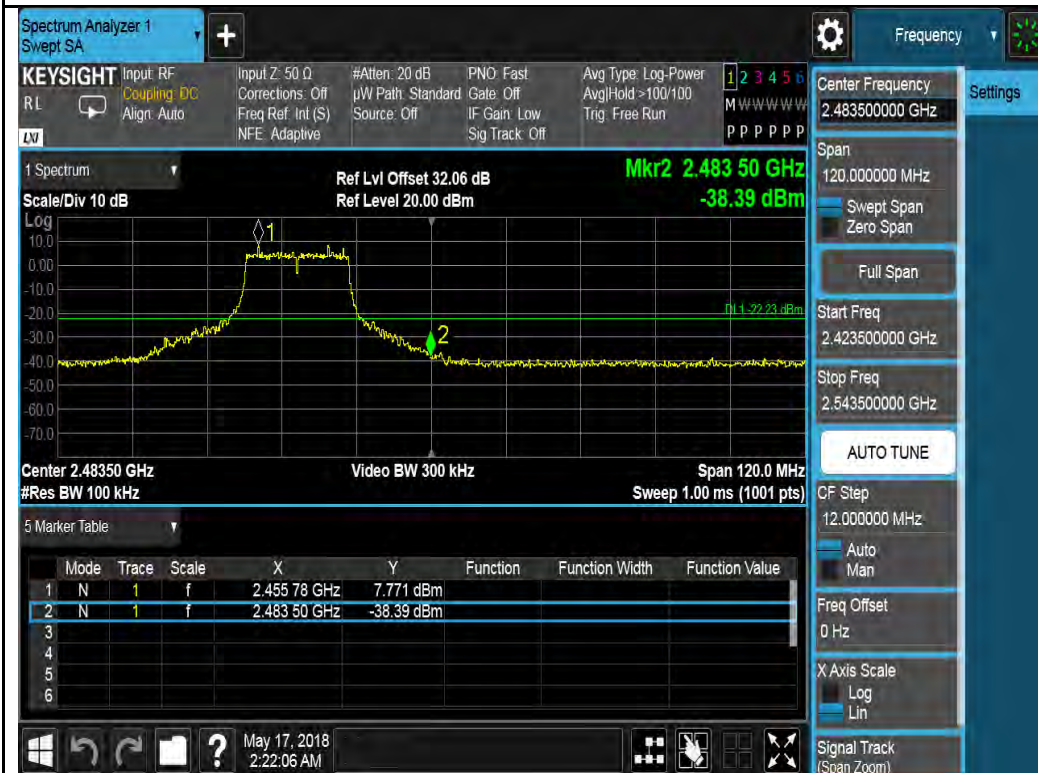 Spectrum Analyzer 1
Swept SA
+
Frequency
KEYSIGHT
RL
LXI
Input: RF
Coupling: DC
Align: Auto
Input Z: 50 Ω
Corrections: Off
Freq Ref: Int (S)
NFE: Adaptive
#Atten: 20 dB
µW Path: Standard
Source: Off
PNO: Fast
Gate: Off
IF Gain: Low
Sig Track: Off
Avg Type: Log-Power
Avg|Hold:>100/100
Trig: Free Run
1 2 3 4 5 6
M W W W W W
P P P P P P
1 Spectrum
Scale/Div 10 dB
Ref Lvl Offset 32.06 dB
Ref Level 20.00 dBm
Mkr2 2.483 50 GHz
-38.39 dBm
Log
10.0
0.00
-10.0
-20.0
-30.0
-40.0
-50.0
-60.0
-70.0
1
2
DL1 -22.23 dBm
Center 2.48350 GHz
#Res BW 100 kHz
Video BW 300 kHz
Span 120.0 MHz
Sweep 1.00 ms (1001 pts)
5 Marker Table
Mode Trace Scale X Y Function Function Width Function Value
1 N 1 f 2.455 78 GHz 7.771 dBm
2 N 1 f 2.483 50 GHz -38.39 dBm
3
4
5
6
Center Frequency
2.483500000 GHz
Settings
Span
120.000000 MHz
Swept Span
Zero Span
Full Span
Start Freq
2.423500000 GHz
Stop Freq
2.543500000 GHz
AUTO TUNE
CF Step
12.000000 MHz
Auto
Man
Freq Offset
0 Hz
X Axis Scale
Log
Lin
Signal Track
(Span Zoom)
?
May 17, 2018
2:22:06 AM